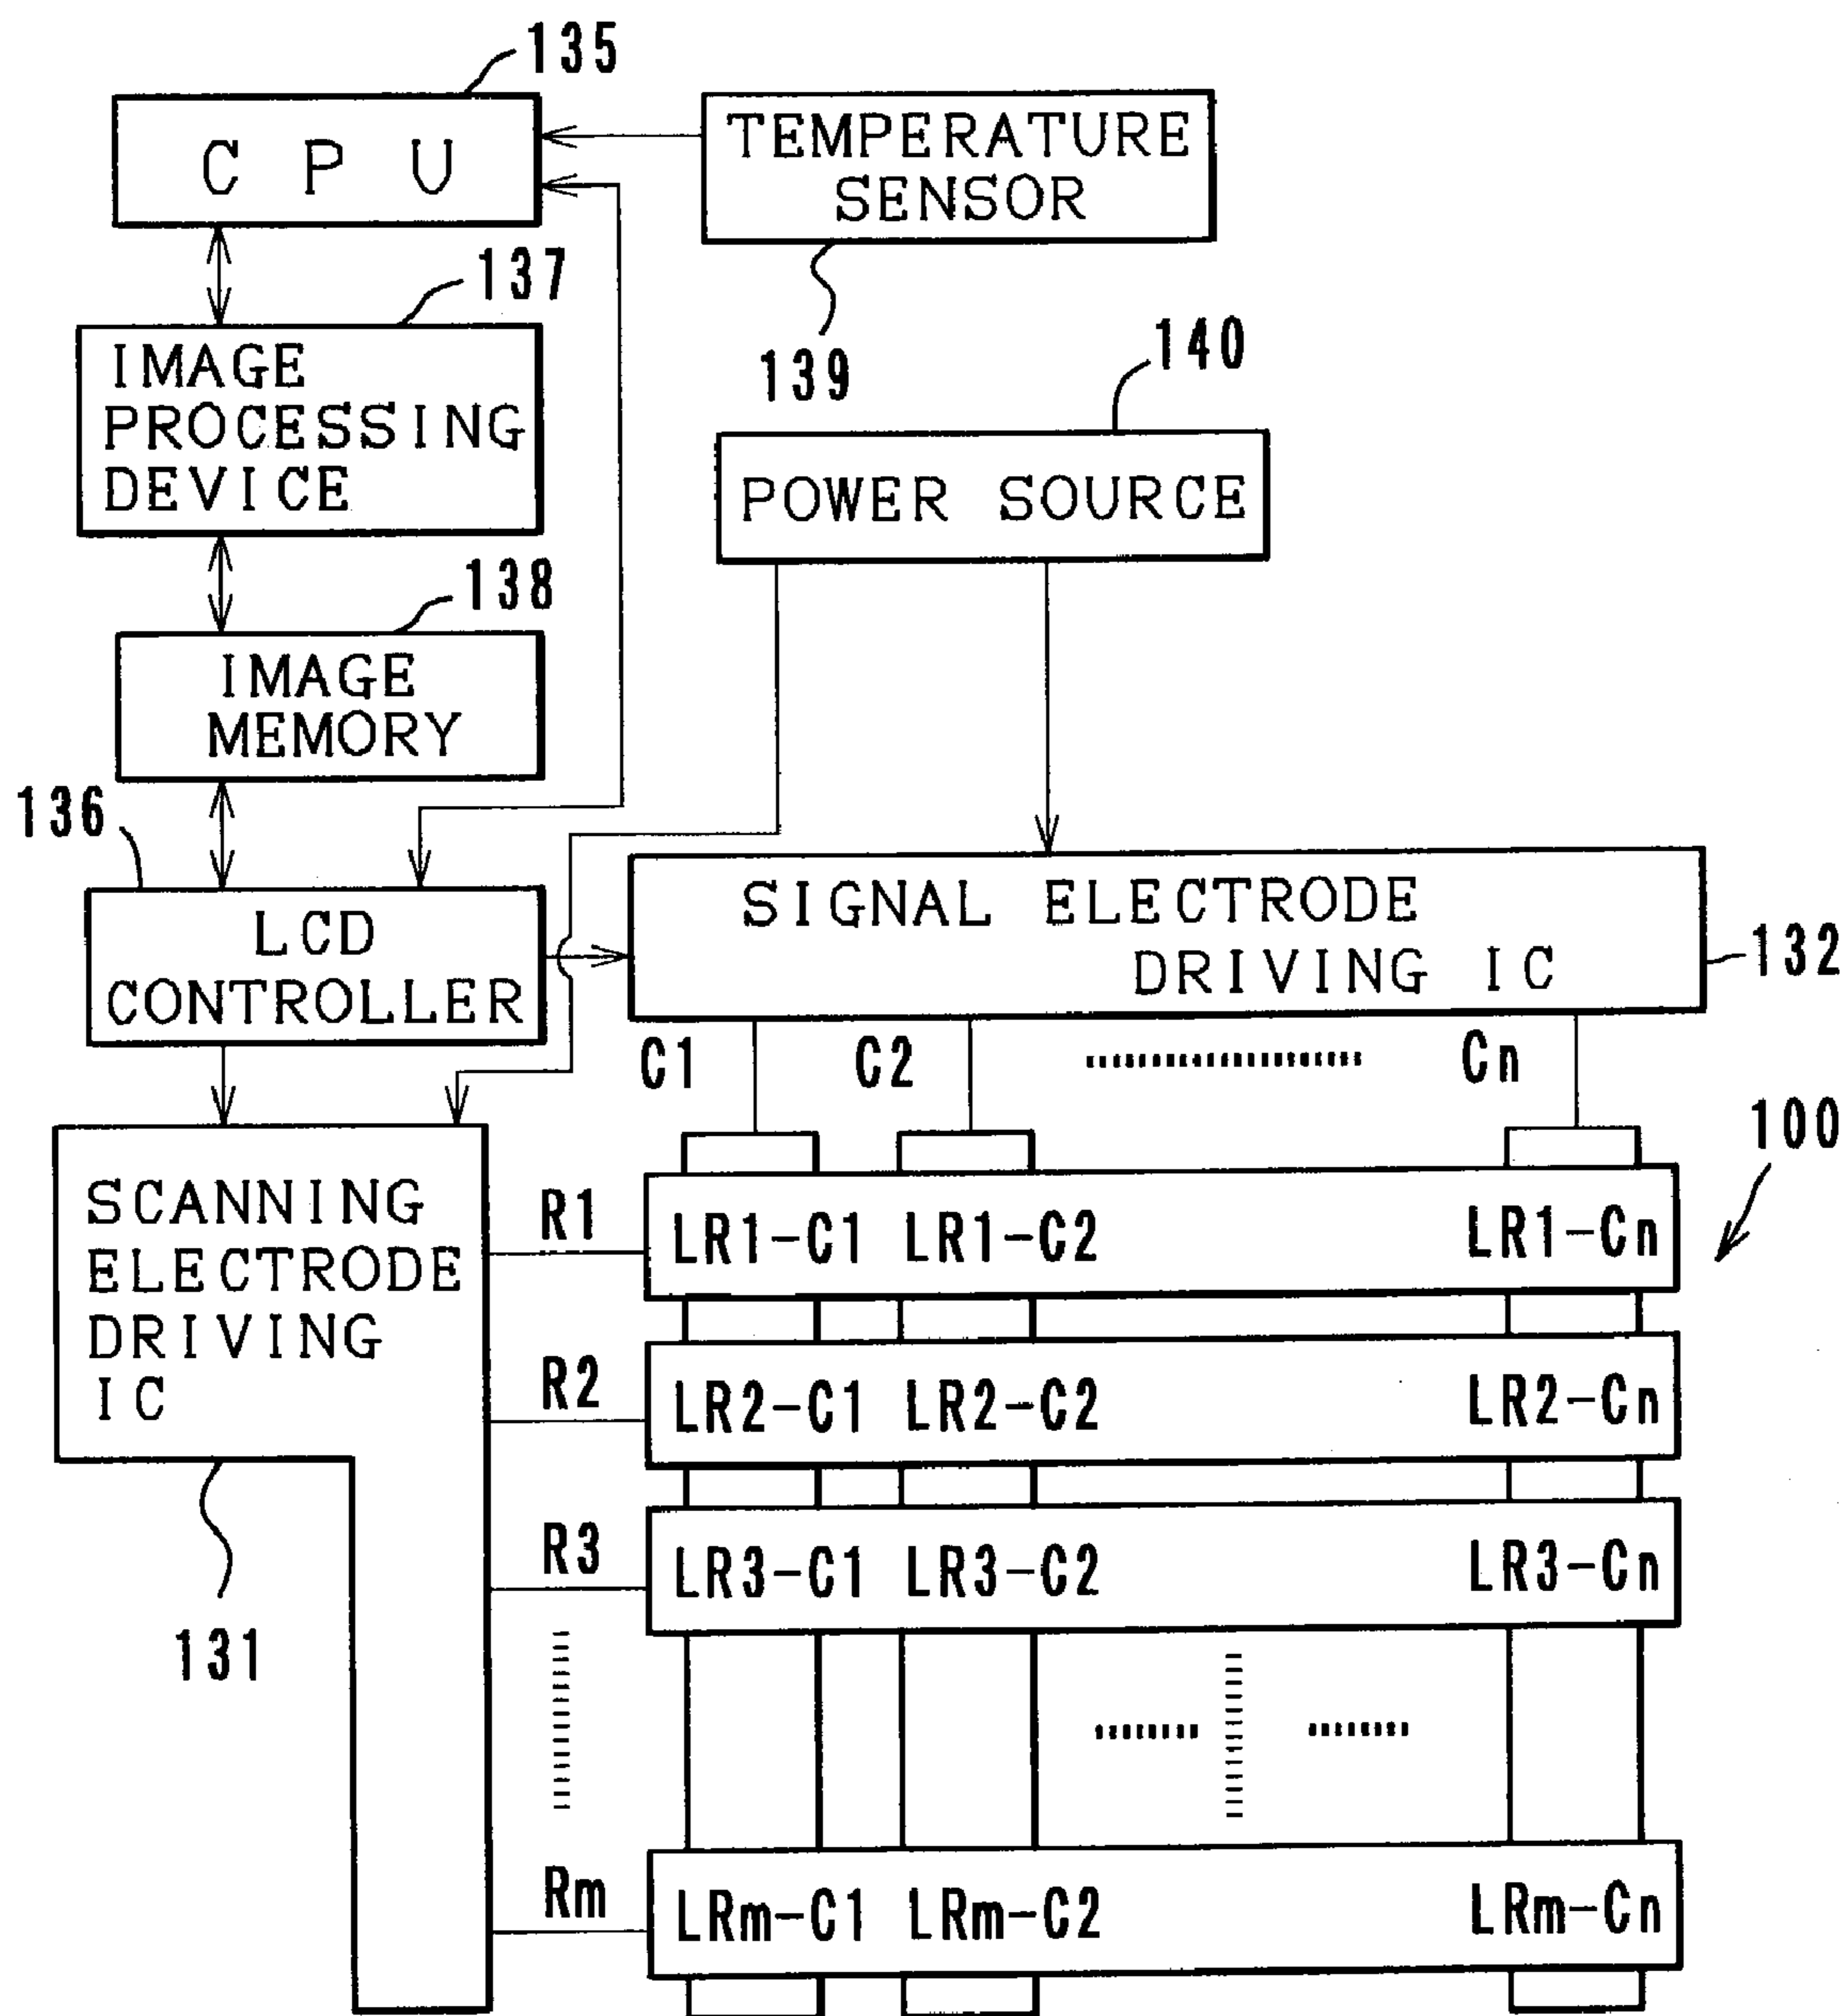 135
CPU
TEMPERATURE
SENSOR
137
139
IMAGE
PROCESSING
DEVICE
140
POWER SOURCE
138
IMAGE
MEMORY
136
LCD
CONTROLLER
SIGNAL ELECTRODE
DRIVING IC
132
C1 C2 Cn
100
SCANNING
ELECTRODE
DRIVING
IC
131
R1 LR1-C1 LR1-C2 LR1-Cn
R2 LR2-C1 LR2-C2 LR2-Cn
R3 LR3-C1 LR3-C2 LR3-Cn
Rm LRm-C1 LRm-C2 LRm-Cn